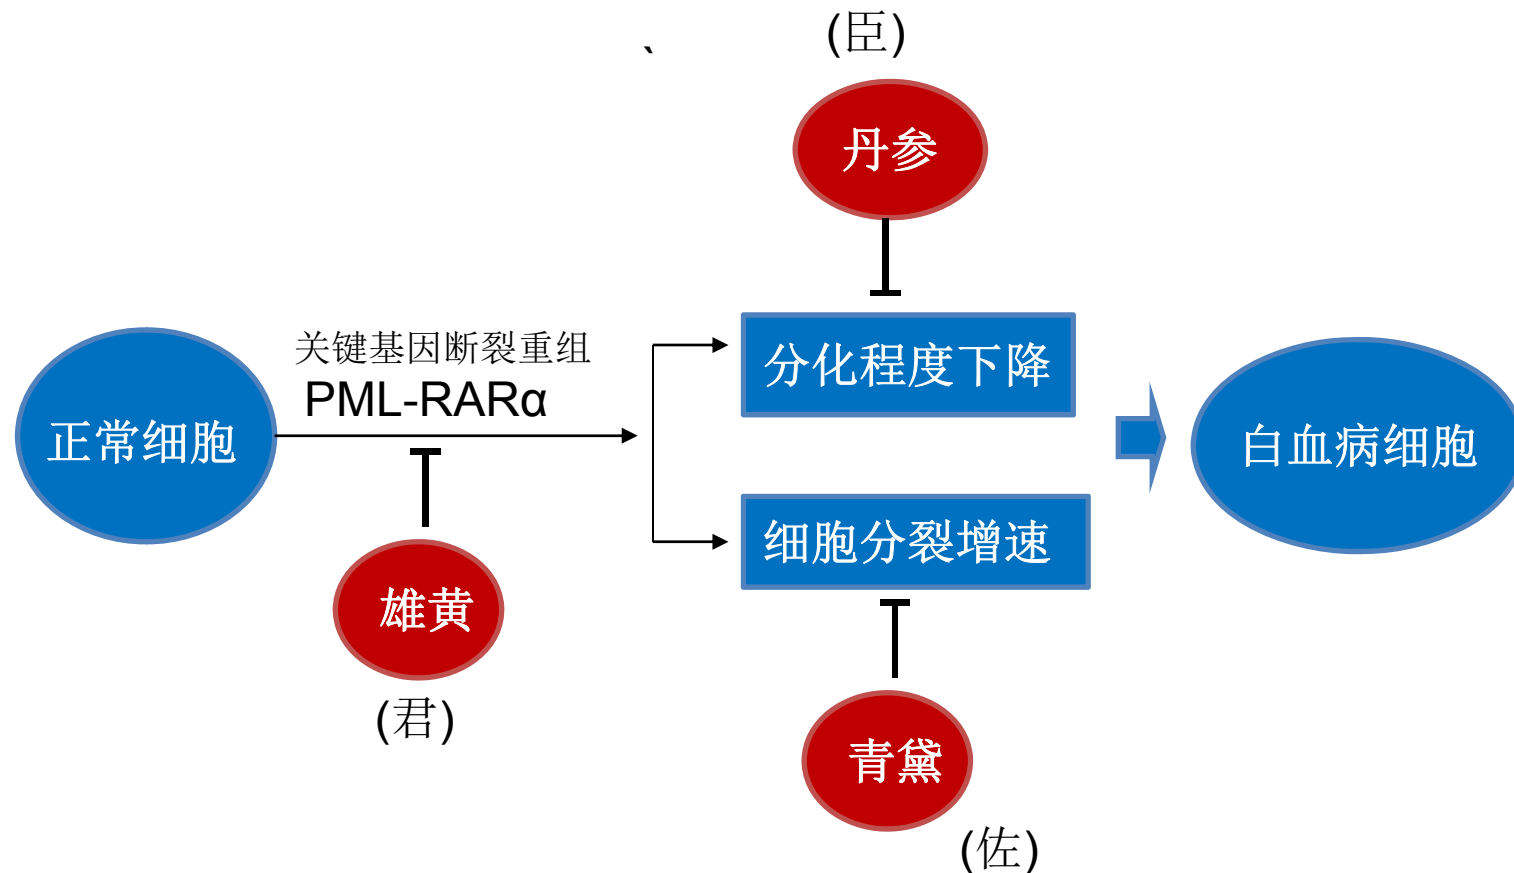 、
(臣)
丹参
关键基因断裂重组
PML-RARα
分化程度下降
正常细胞
白血病细胞
细胞分裂增速
雄黄
(君)
青黛
(佐)